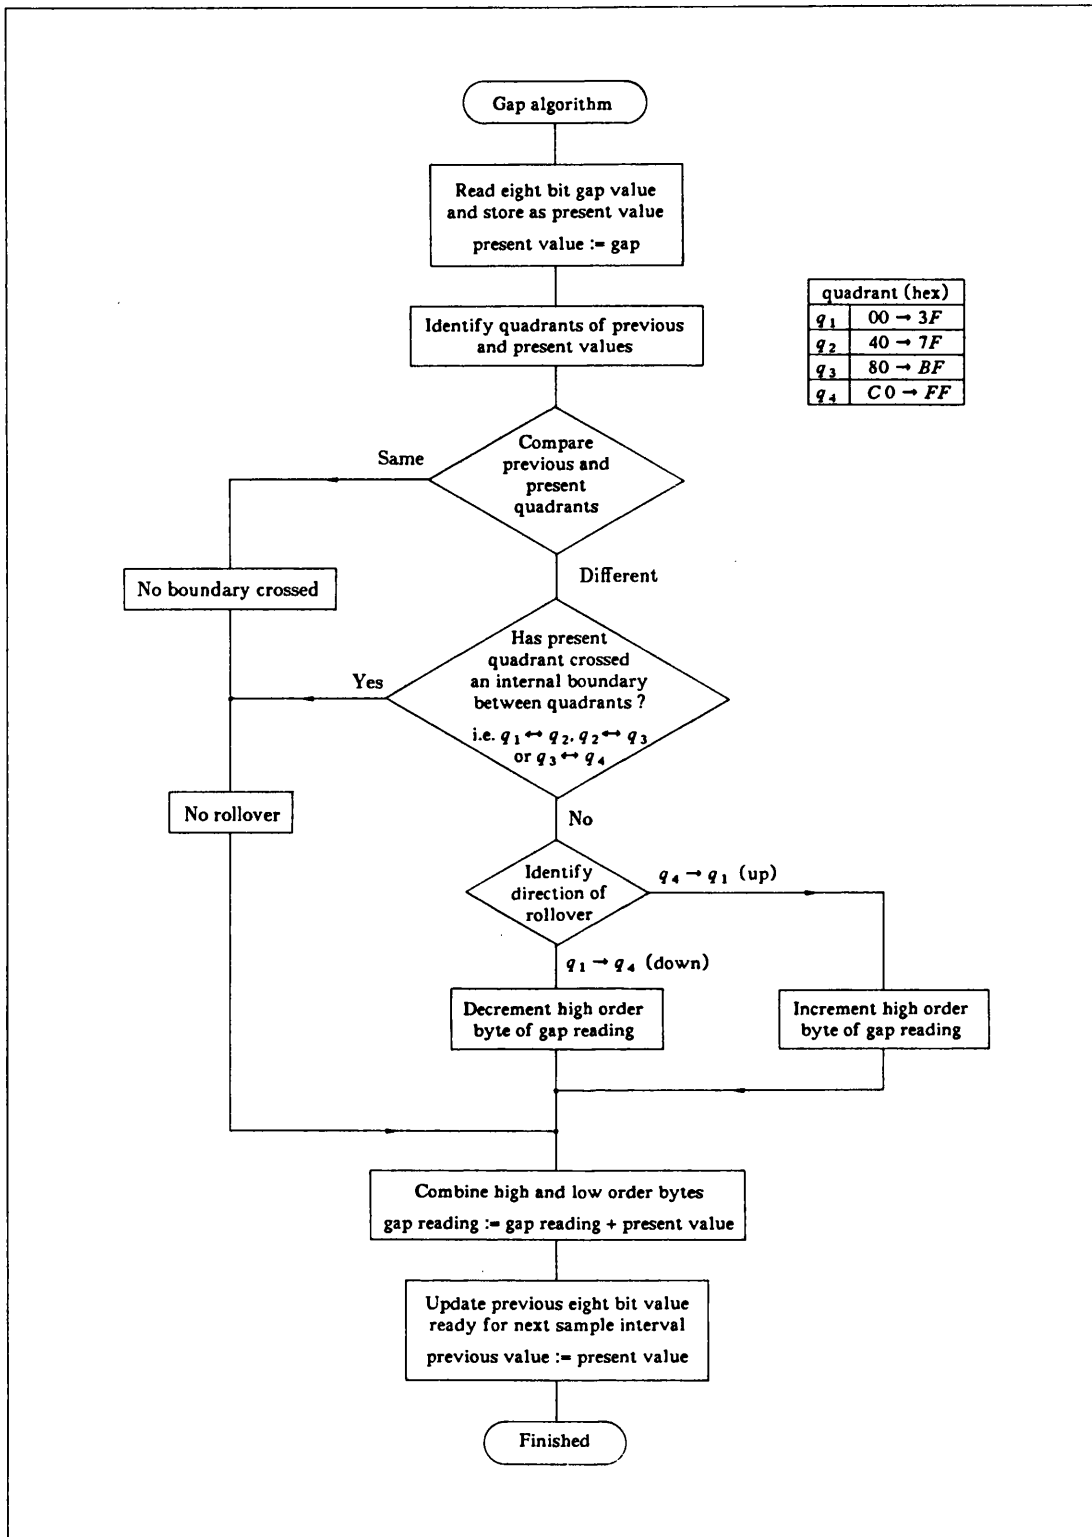 Gap algorithm
Read eight bit gap value
and store as present value
present value := gap
quadrant (hex)
q1 00 → 3F
q2 40 → 7F
q3 80 → BF
q4 C0 → FF
Identify quadrants of previous
and present values
Compare
previous and
present
quadrants
Same
No boundary crossed
Different
Has present
quadrant crossed
an internal boundary
between quadrants ?
i.e. q1 ↔ q2, q2 ↔ q3
or q3 ↔ q4
Yes
No rollover
No
Identify
direction of
rollover
q4 → q1 (up)
q1 → q4 (down)
Decrement high order
byte of gap reading
Increment high order
byte of gap reading
Combine high and low order bytes
gap reading := gap reading + present value
Update previous eight bit value
ready for next sample interval
previous value := present value
Finished